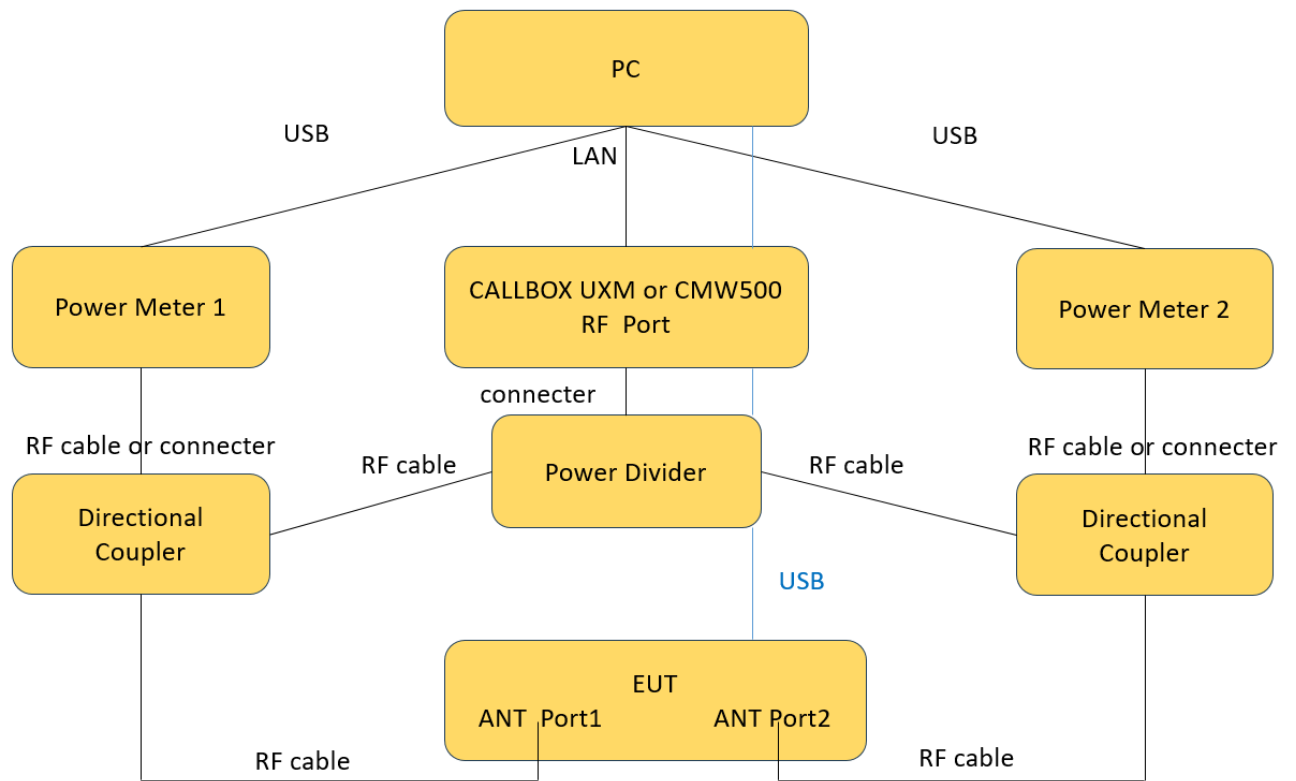 PC
USB
LAN
USB
Power Meter 1
CALLBOX UXM or CMW500
RF  Port
Power Meter 2
connecter
RF cable or connecter
RF cable
Power Divider
RF cable
RF cable or connecter
Directional
Coupler
Directional
Coupler
USB
EUT
ANT  Port1
ANT Port2
RF cable
RF cable